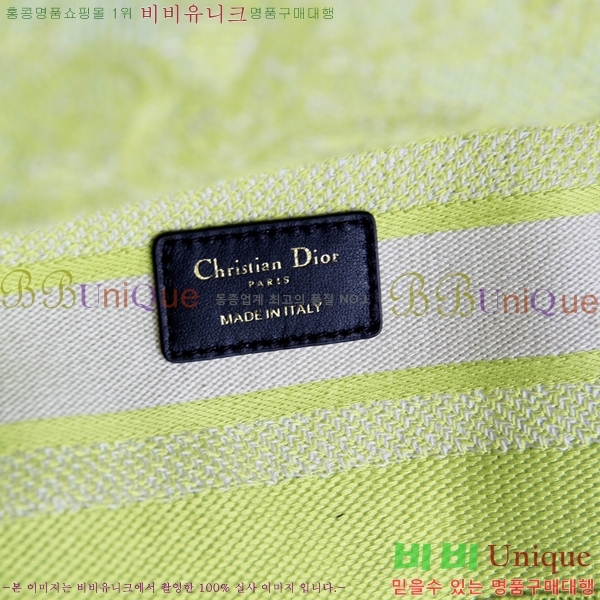 홍콩명품쇼핑몰 1위 비비유니크명품구매대행
Christian Dior
PARIS
MADE IN ITALY
BBUniQue 동종업계 최고의 품질 NO.1 BBUniQue
비비 Unique
믿을수 있는 명품구매대행
-본 이미지는 비비유니크에서 촬영한 100% 실사 이미지 입니다.-